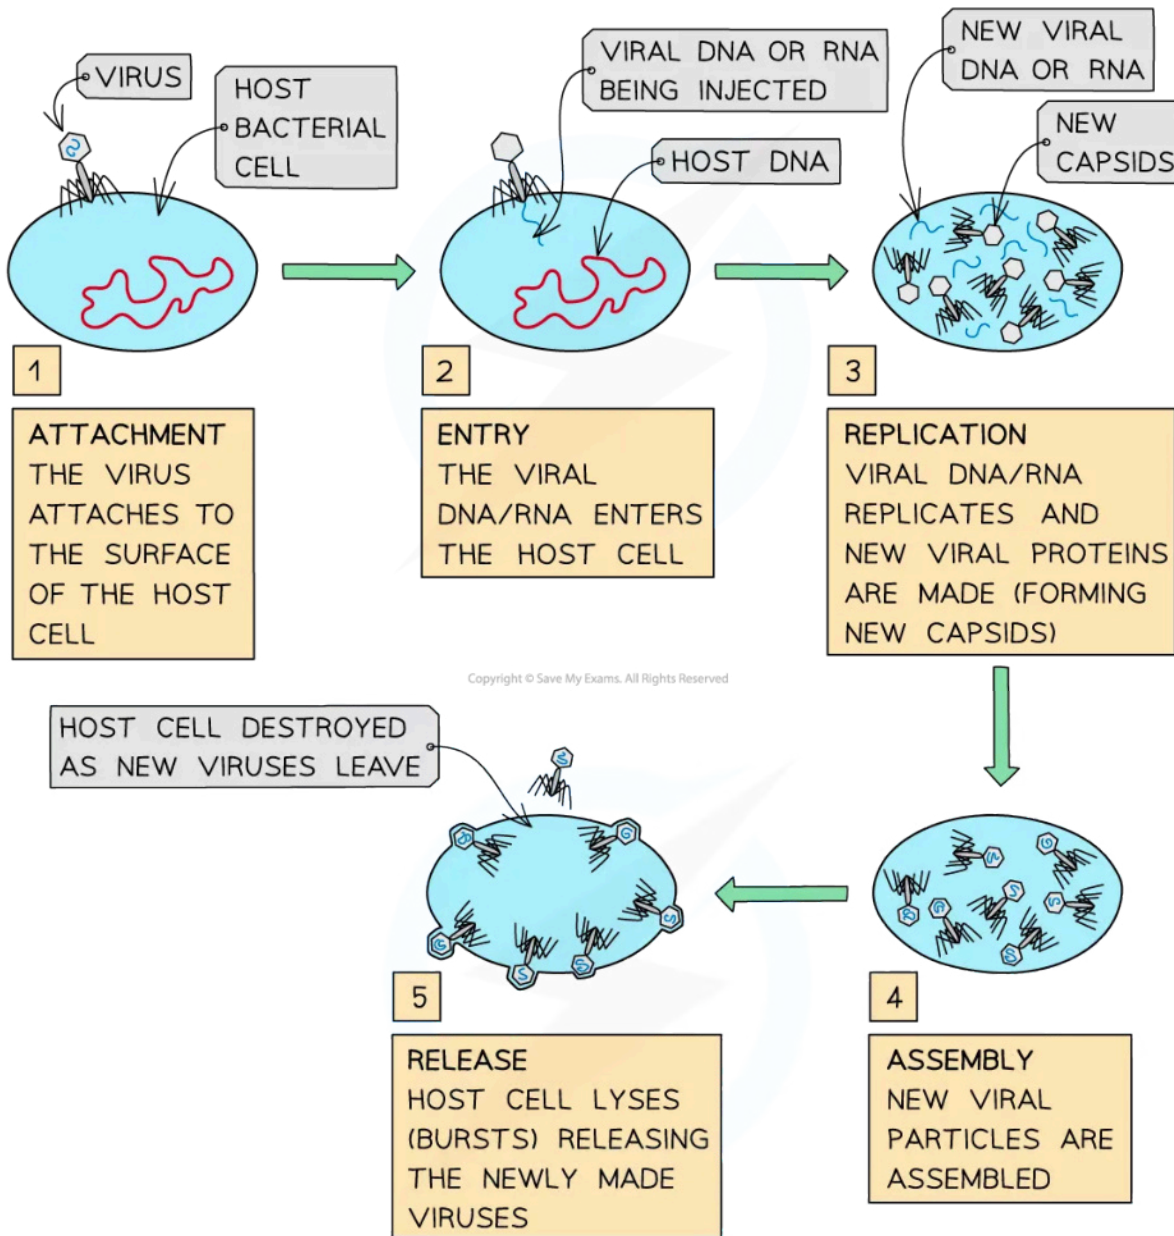 VIRUS
HOST
BACTERIAL
CELL
VIRAL DNA OR RNA
BEING INJECTED
HOST DNA
NEW VIRAL
DNA OR RNA
NEW
CAPSIDS
1
ATTACHMENT
THE VIRUS
ATTACHES TO
THE SURFACE
OF THE HOST
CELL
2
ENTRY
THE VIRAL
DNA/RNA ENTERS
THE HOST CELL
3
REPLICATION
VIRAL DNA/RNA
REPLICATES AND
NEW VIRAL PROTEINS
ARE MADE (FORMING
NEW CAPSIDS)
Copyright © Save My Exams. All Rights Reserved
HOST CELL DESTROYED
AS NEW VIRUSES LEAVE
4
ASSEMBLY
NEW VIRAL
PARTICLES ARE
ASSEMBLED
5
RELEASE
HOST CELL LYSES
(BURSTS) RELEASING
THE NEWLY MADE
VIRUSES